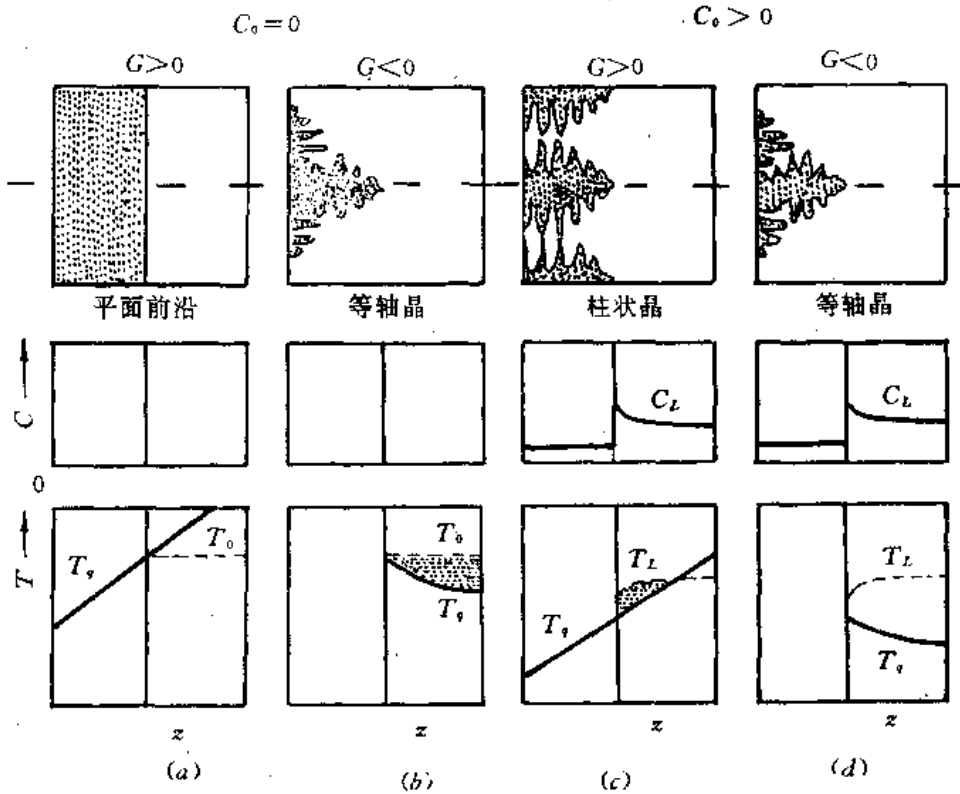 C₀=0
C₀>0
G>0
G<0
G>0
G<0
平面前沿
等轴晶
柱状晶
等轴晶
C
C_L
C_L
0
T
T_q
T₀
T₀
T_q
T_L
T_q
T_L
T_q
z
z
z
z
(a)
(b)
(c)
(d)